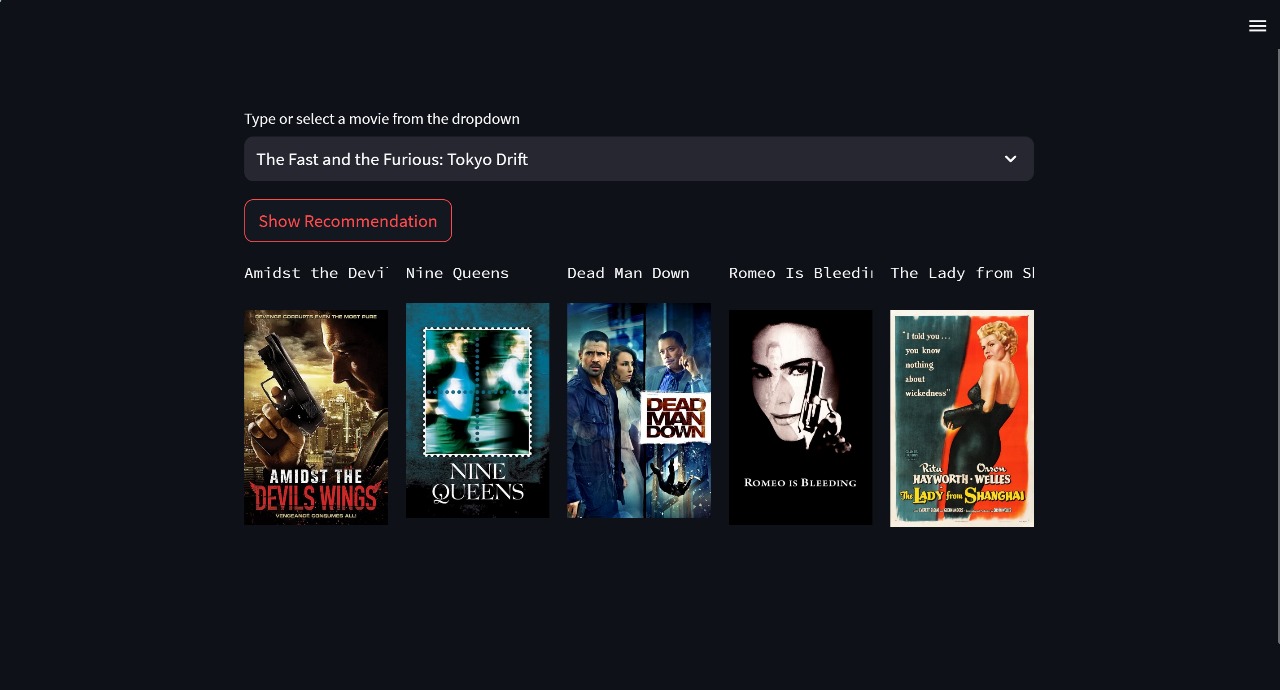 Type or select a movie from the dropdown
The Fast and the Furious: Tokyo Drift
Show Recommendation
Amidst the Devi
Nine Queens
Dead Man Down
Romeo Is Bleedin
The Lady from Sh
REVENGE CORRUPTS EVEN THE MOST PURE
AMIDST THE
DEVILS WINGS
VENGEANCE CONSUMES ALL!
NINE
QUEENS
DEAD
MAN
DOWN
ROMEO IS BLEEDING
"I told you...
you know
nothing
about
wickedness"
Rita
HAYWORTH
Orson
WELLES
The LADY from SHANGHAI